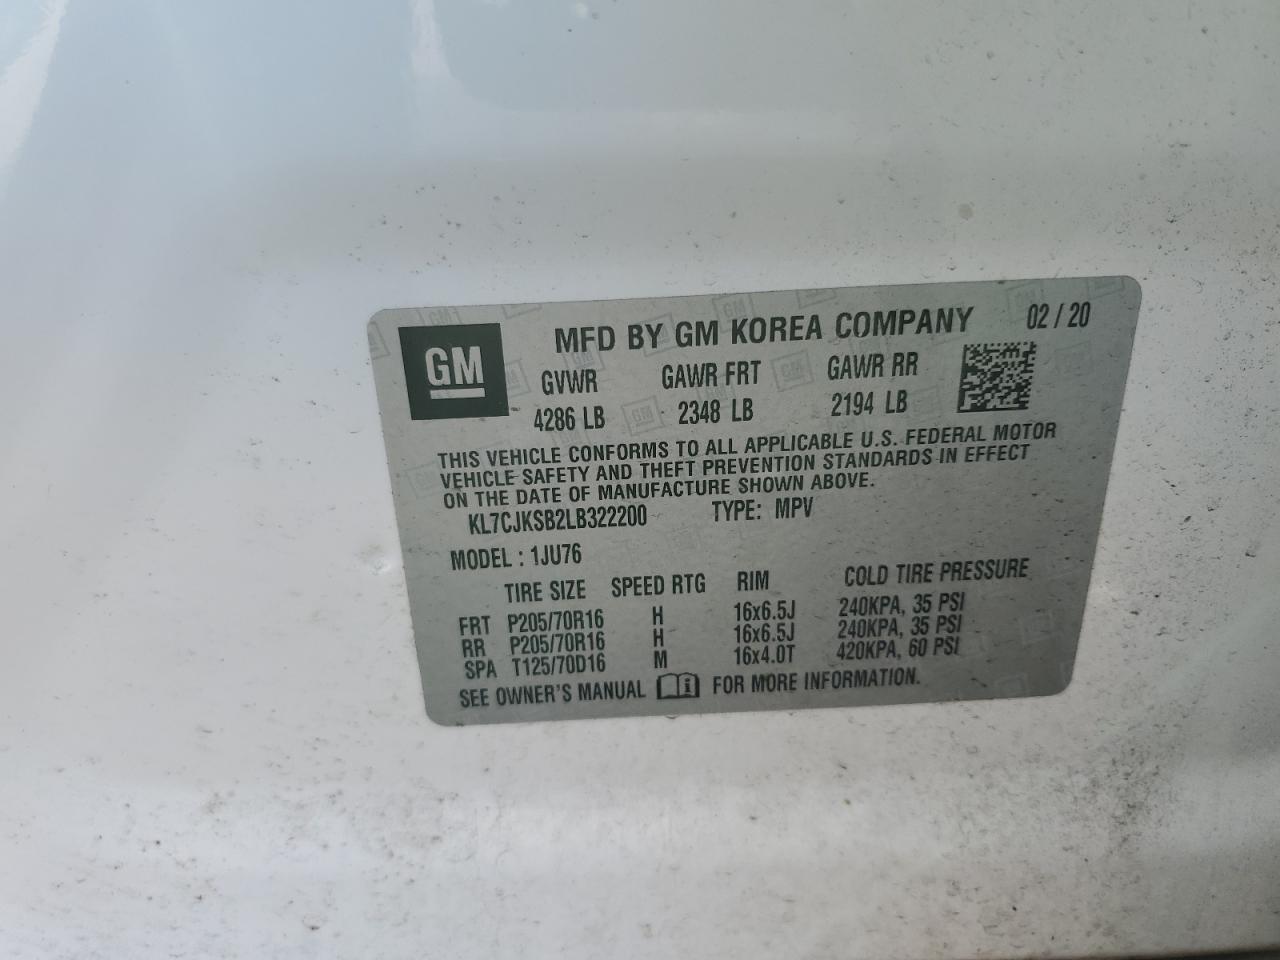 GM
MFD BY GM KOREA COMPANY 02 / 20
GVWR GAWR FRT GAWR RR
4286 LB 2348 LB 2194 LB
THIS VEHICLE CONFORMS TO ALL APPLICABLE U.S. FEDERAL MOTOR
VEHICLE SAFETY AND THEFT PREVENTION STANDARDS IN EFFECT
ON THE DATE OF MANUFACTURE SHOWN ABOVE.
KL7CJKSB2LB322200 TYPE: MPV
MODEL : 1JU76
TIRE SIZE SPEED RTG RIM COLD TIRE PRESSURE
FRT P205/70R16 H 16x6.5J 240KPA, 35 PSI
RR P205/70R16 H 16x6.5J 240KPA, 35 PSI
SPA T125/70D16 M 16x4.0T 420KPA, 60 PSI
SEE OWNER'S MANUAL FOR MORE INFORMATION.